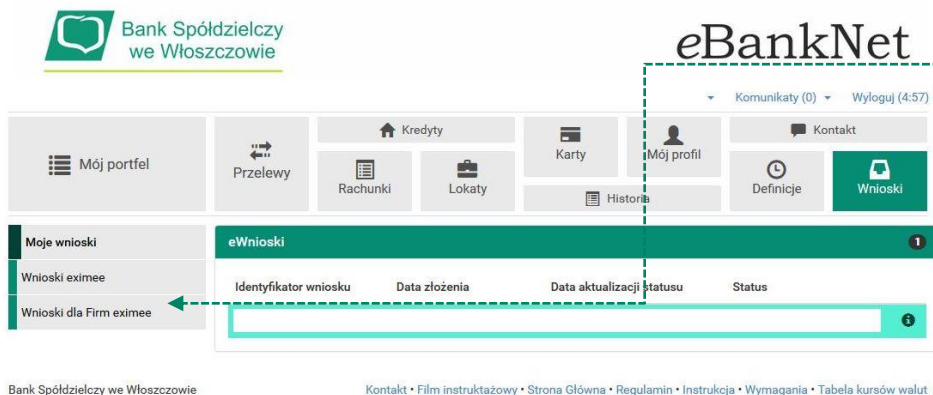 Bank Spółdzielczy
we Włoszczowie
eBankNet
Komunikaty (0)
Wyloguj (4:57)
Mój portfel
Przelewy
Kredyty
Rachunki
Lokaty
Karty
Mój profil
Historia
Kontakt
Definicje
Wnioski
Moje wnioski
Wnioski eximee
Wnioski dla Firm eximee
eWnioski 1
Identyfikator wniosku Data złożenia Data aktualizacji statusu Status
Bank Spółdzielczy we Włoszczowie
Kontakt • Film instruktażowy • Strona Główna • Regulamin • Instrukcja • Wymagania • Tabela kursów walut